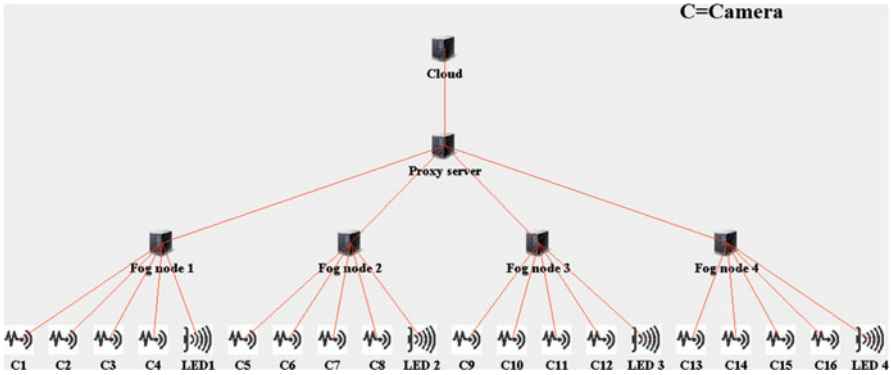 C=Camera
Cloud
Proxy server
Fog node 1 Fog node 2 Fog node 3 Fog node 4
C1 C2 C3 C4 LED1 C5 C6 C7 C8 LED 2 C9 C10 C11 C12 LED 3 C13 C14 C15 C16 LED 4